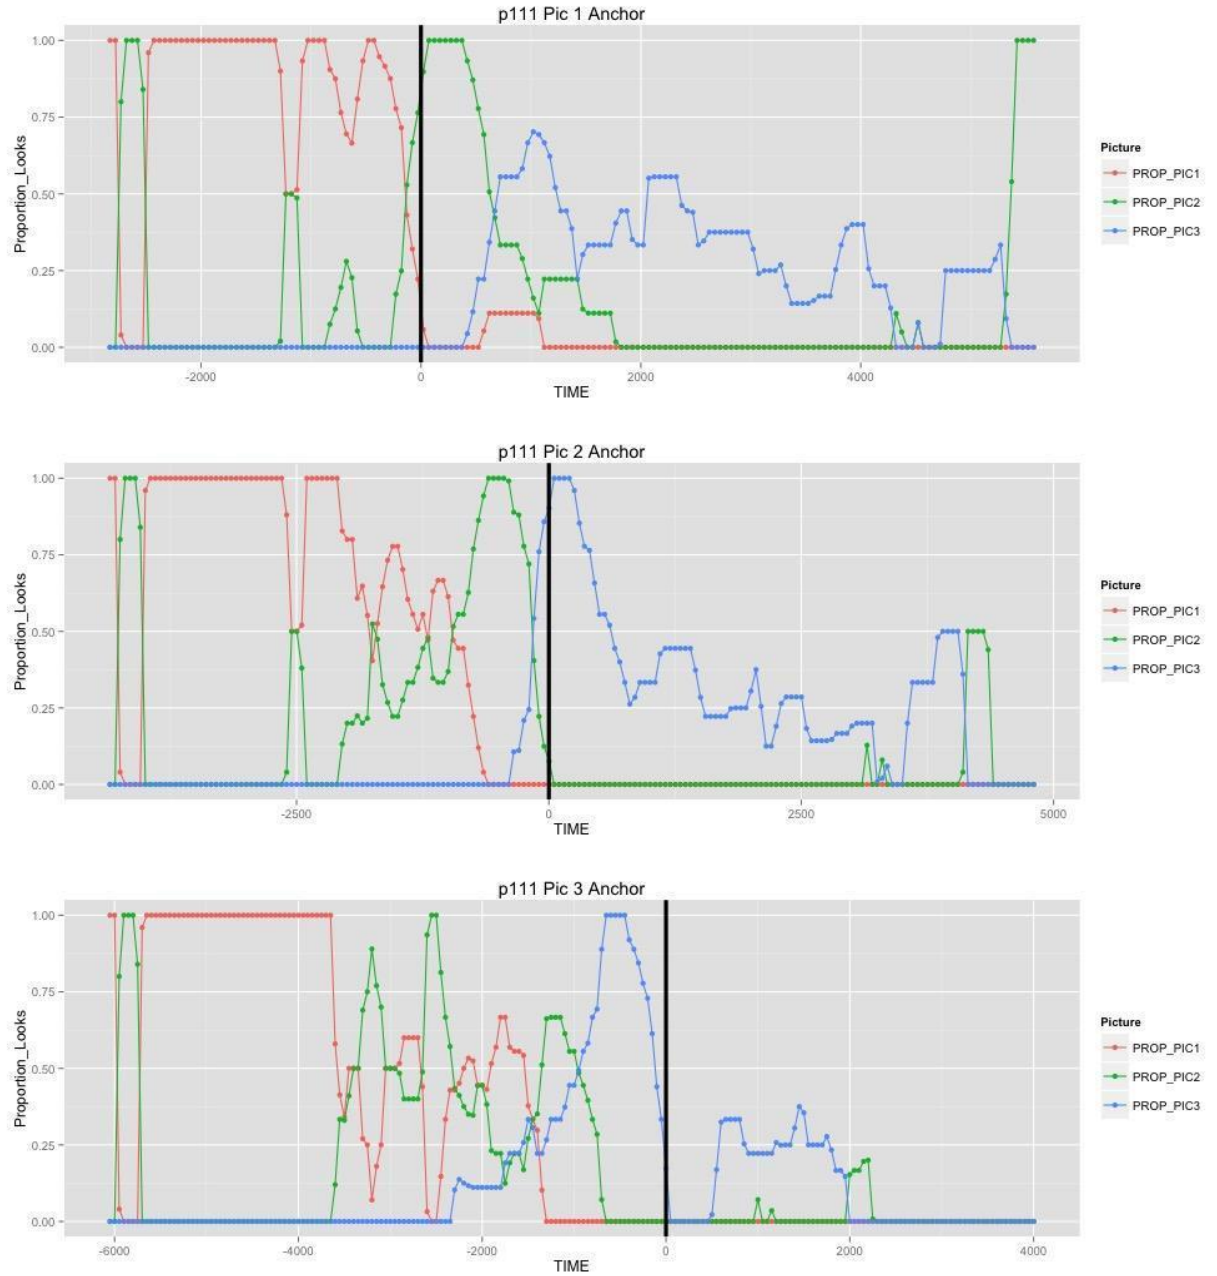 p111 Pic 1 Anchor
Proportion_Looks
1.00
0.75
0.50
0.25
0.00
-2000
0
2000
4000
TIME
Picture
PROP_PIC1
PROP_PIC2
PROP_PIC3
p111 Pic 2 Anchor
Proportion_Looks
1.00
0.75
0.50
0.25
0.00
-2500
0
2500
5000
TIME
Picture
PROP_PIC1
PROP_PIC2
PROP_PIC3
p111 Pic 3 Anchor
Proportion_Looks
1.00
0.75
0.50
0.25
0.00
-6000
-4000
-2000
0
2000
4000
TIME
Picture
PROP_PIC1
PROP_PIC2
PROP_PIC3